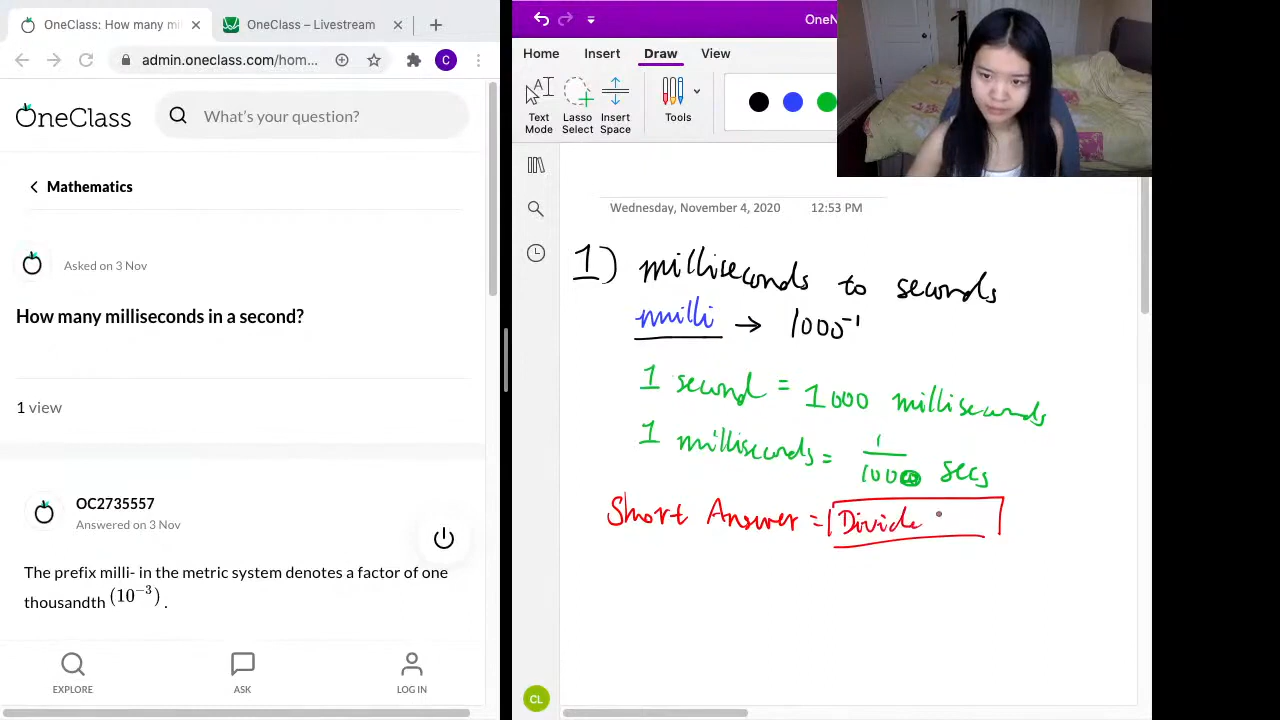 OneClass: How many mi
OneClass – Livestream
admin.oneclass.com/hom...
C
OneClass
What's your question?
Mathematics
Asked on 3 Nov
How many milliseconds in a second?
1 view
OC2735557
Answered on 3 Nov
The prefix milli- in the metric system denotes a factor of one
thousandth (10⁻³) .
EXPLORE
ASK
LOG IN
OneN
Home Insert Draw View
Text Mode
Lasso Select
Insert Space
Tools
Wednesday, November 4, 2020 12:53 PM
1) milliseconds to seconds
milli → 1000⁻¹
1 second = 1000 milliseconds
1 milliseconds = 1/1000 secs
Short Answer = Divide
CL